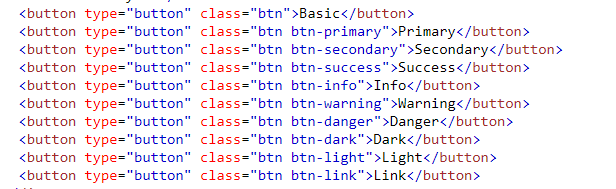 <button type="button" class="btn">Basic</button>
<button type="button" class="btn btn-primary">Primary</button>
<button type="button" class="btn btn-secondary">Secondary</button>
<button type="button" class="btn btn-success">Success</button>
<button type="button" class="btn btn-info">Info</button>
<button type="button" class="btn btn-warning">Warning</button>
<button type="button" class="btn btn-danger">Danger</button>
<button type="button" class="btn btn-dark">Dark</button>
<button type="button" class="btn btn-light">Light</button>
<button type="button" class="btn btn-link">Link</button>